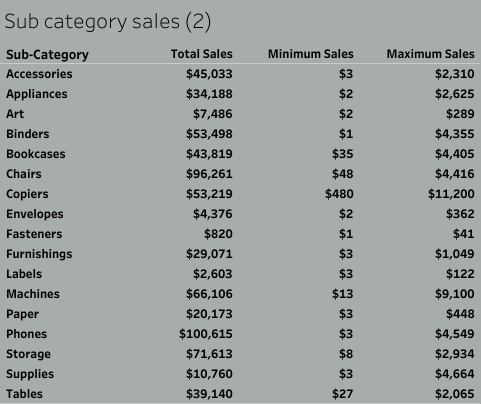 Sub category sales (2)
Sub-Category Total Sales Minimum Sales Maximum Sales
Accessories $45,033 $3 $2,310
Appliances $34,188 $2 $2,625
Art $7,486 $2 $289
Binders $53,498 $1 $4,355
Bookcases $43,819 $35 $4,405
Chairs $96,261 $48 $4,416
Copiers $53,219 $480 $11,200
Envelopes $4,376 $2 $362
Fasteners $820 $1 $41
Furnishings $29,071 $3 $1,049
Labels $2,603 $3 $122
Machines $66,106 $13 $9,100
Paper $20,173 $3 $448
Phones $100,615 $3 $4,549
Storage $71,613 $8 $2,934
Supplies $10,760 $3 $4,664
Tables $39,140 $27 $2,065